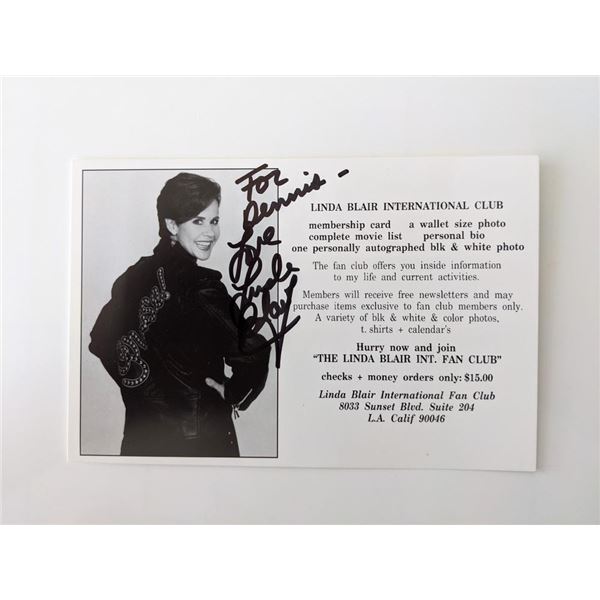 For
Dennis -
Love
Linda
Blair
LINDA BLAIR INTERNATIONAL CLUB
membership card a wallet size photo
complete movie list personal bio
one personally autographed blk & white photo
The fan club offers you inside information
to my life and current activities.
Members will receive free newsletters and may
purchase items exclusive to fan club members only.
A variety of blk & white & color photos,
t. shirts + calendar's
Hurry now and join
"THE LINDA BLAIR INT. FAN CLUB"
checks + money orders only: $15.00
Linda Blair International Fan Club
8033 Sunset Blvd. Suite 204
L.A. Calif 90046